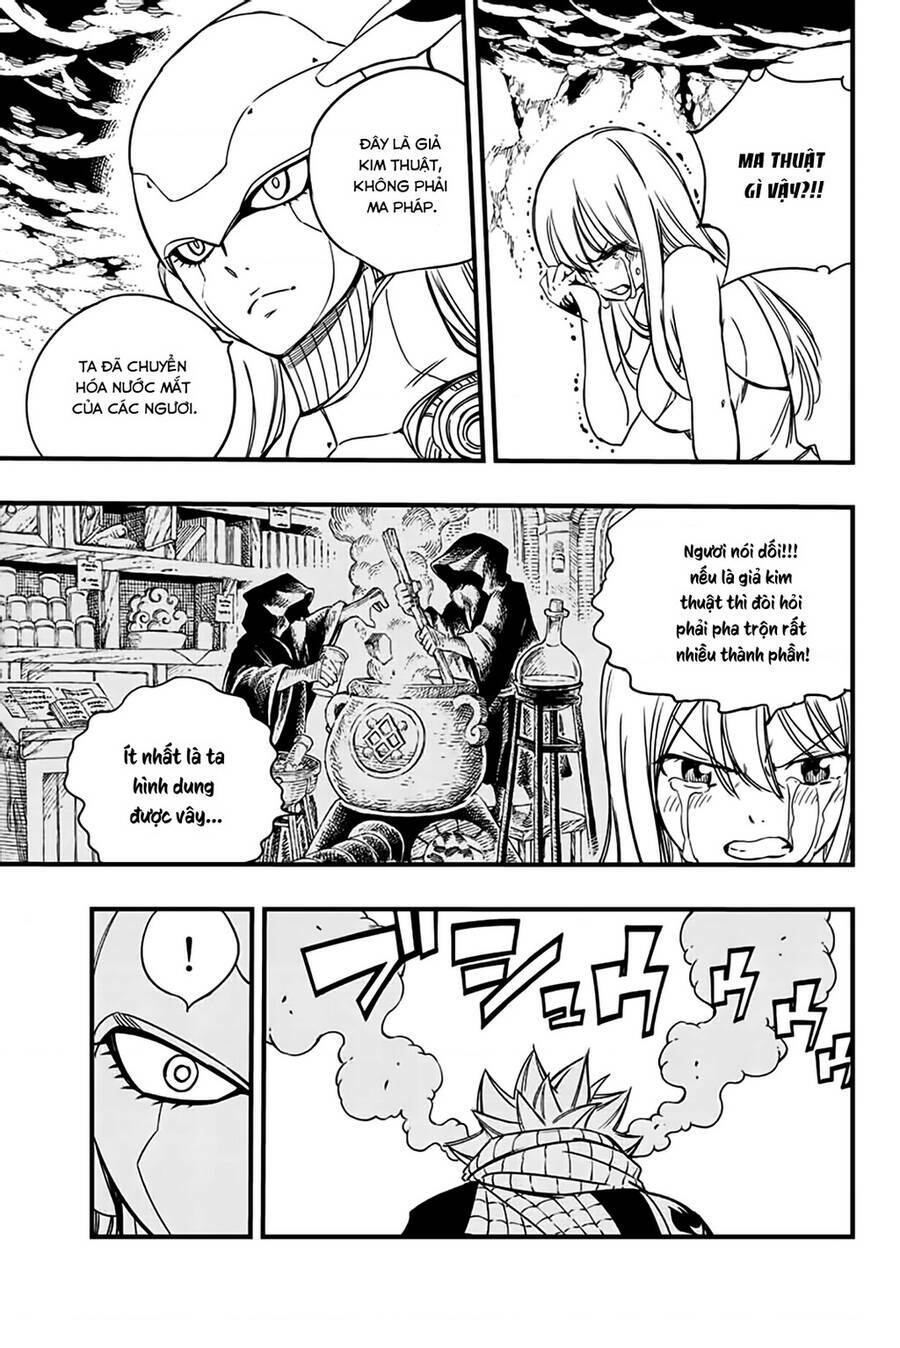 MA THUẬT
GÌ VẬY?!!
ĐÂY LÀ GIẢ
KIM THUẬT,
KHÔNG PHẢI
MA PHÁP.
TA ĐÃ CHUYỂN
HÓA NƯỚC MẮT
CỦA CÁC NGƯƠI.
Ngươi nói dối!!!
nếu là giả kim
thuật thì đòi hỏi
phải pha trộn rất
nhiều thành phần!
Ít nhất là ta
hình dung
được vây...
ブシュウウウウ
!